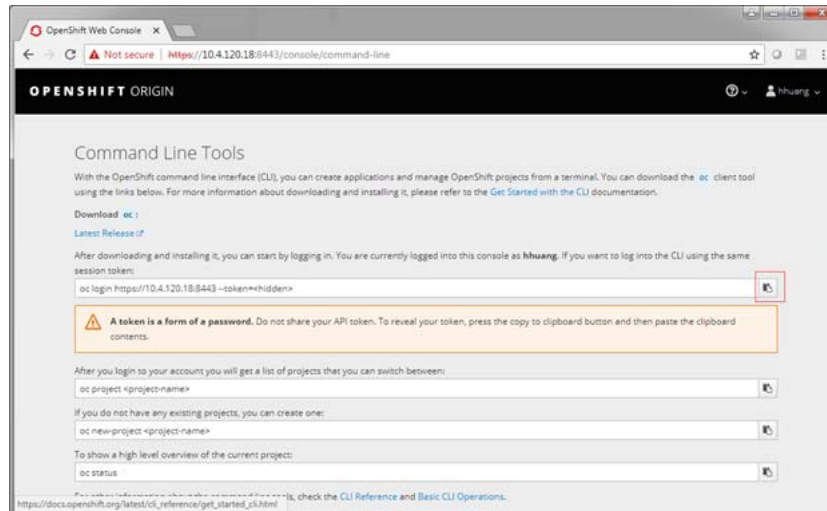 OpenShift Web Console
Not secure | https://10.4.120.18:8443/console/command-line
OPENSHIFT ORIGIN
hhuang
Command Line Tools
With the OpenShift command line interface (CLI), you can create applications and manage OpenShift projects from a terminal. You can download the oc client tool
using the links below. For more information about downloading and installing it, please refer to the Get Started with the CLI documentation.
Download oc :
Latest Release
After downloading and installing it, you can start by logging in. You are currently logged into this console as hhuang. If you want to log into the CLI using the same
session token:
oc login https://10.4.120.18:8443 --token=<hidden>
A token is a form of a password. Do not share your API token. To reveal your token, press the copy to clipboard button and then paste the clipboard
contents.
After you login to your account you will get a list of projects that you can switch between:
oc project <project-name>
If you do not have any existing projects, you can create one:
oc new-project <project-name>
To show a high level overview of the current project:
oc status
For other information about the command line tools, check the CLI Reference and Basic CLI Operations.
https://docs.openshift.org/latest/cli_reference/get_started_cli.html